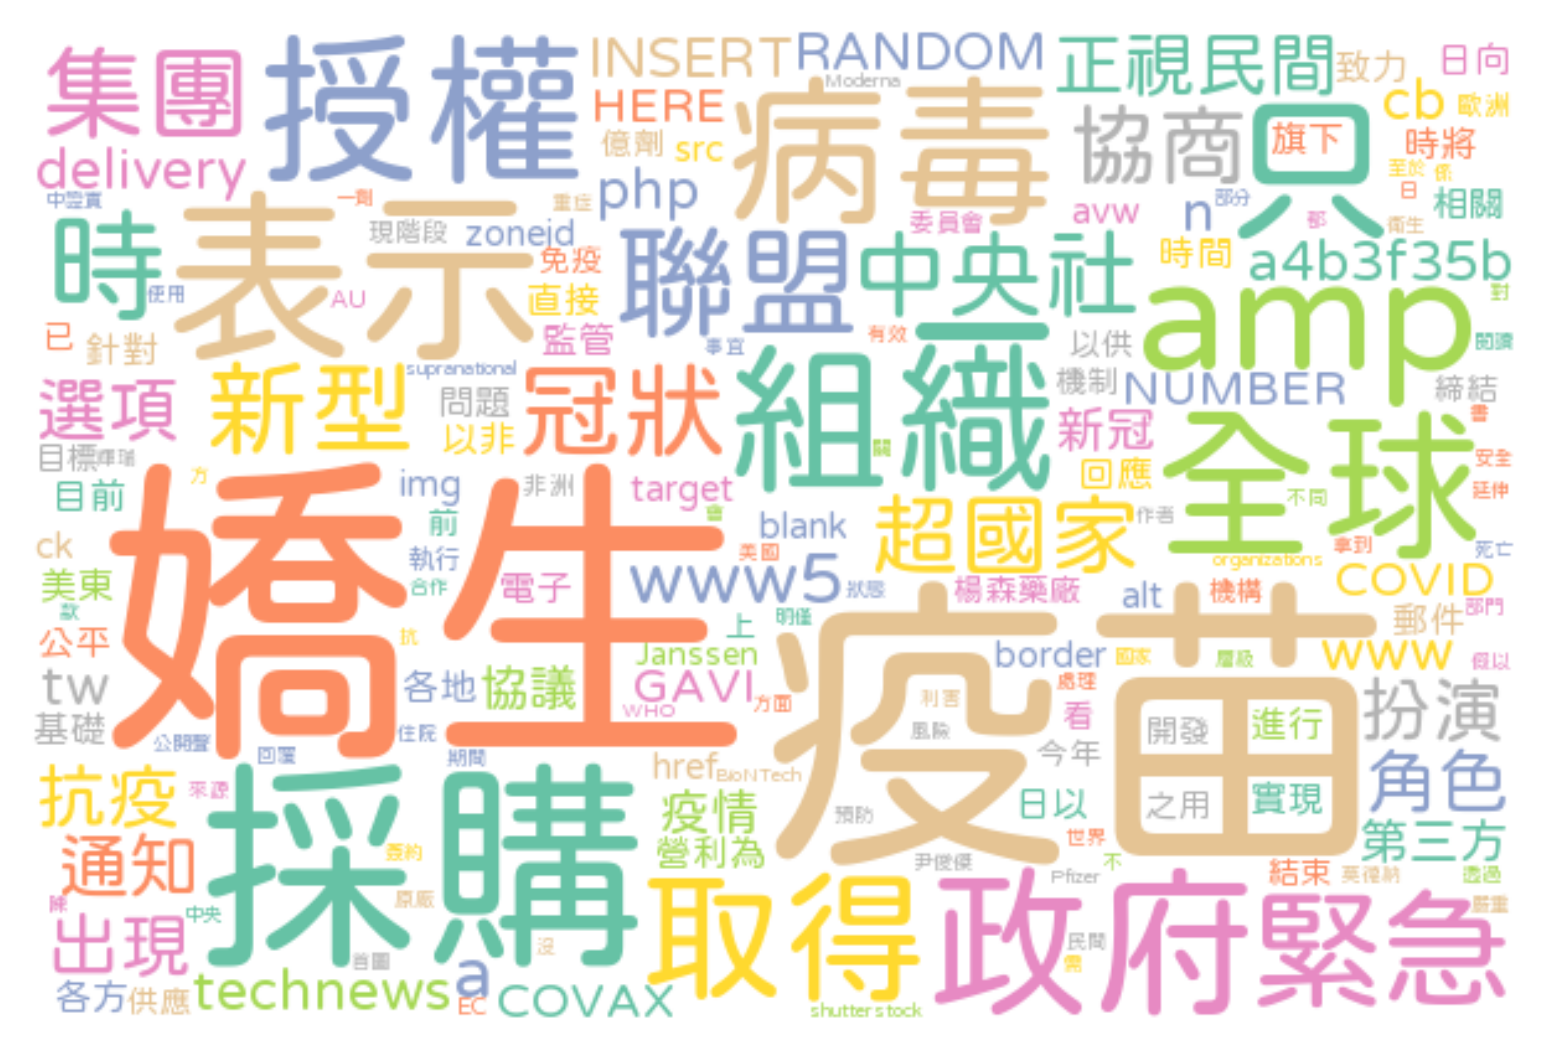 集團
授權
INSERT
RANDOM
正視民間
致力
日向
Moderna
HERE
病毒
cb
歐洲
協商
只
旗下
時將
億劑
src
delivery
至於
係
中證實
一劑
重症
php
委員會
avw
n
部分
日
相關
部
衛生
時
表示
現階段
zoneid
聯盟
中央社
時間
a4b3f35b
免疫
使用
AU
直接
amp
對
已
針對
監管
事宜
有效
一
以供
閱讀
supranational
選項
新型
問題
冠狀
組織
機制
NUMBER
締結
新冠
書
全球
目標
輝瑞
以非
關
回應
安全
目前
方
img
非洲
target
會
超國家
作者
不同
延伸
嬌生
前
blank
ck
執行
美國
organizations
拿到
死亡
美東
合作
電子
www5
狀態
楊森藥廠
alt
機構
COVID
款
疫苗
明僅
郵件
部門
公平
抗
上
Janssen
border
國家
層級
www
假以
tw
各地
協議
GAVI
方面
利害
處理
扮演
基礎
WHO
看
風險
開發
進行
公開聲
回覆
住院
期間
今年
抗疫
來源
採購
href
BioNTech
角色
疫情
預防
日以
之用
實現
通知
簽約
營利為
尹俊傑
世界
不
第三方
Pfizer
結束
莫德納
透過
陳
中央
原廠
取得
政府
緊急
嚴重
出現
首圖
沒
民間
需
各方
供應
technews
a
EC
COVAX
shutterstock